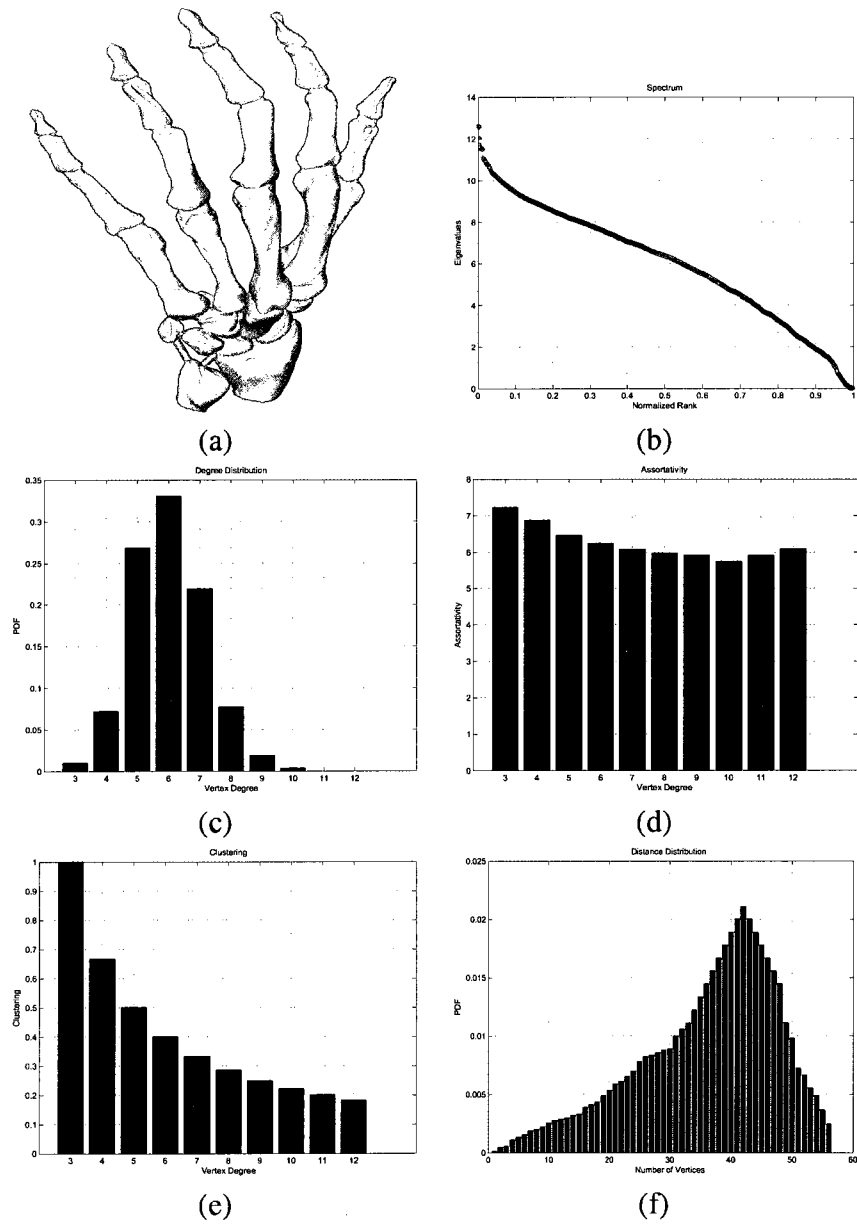 (a)
Spectrum
14
12
10
8
6
4
2
0
Eigenvalues
0 0.1 0.2 0.3 0.4 0.5 0.6 0.7 0.8 0.9 1
Normalized Rank
(b)
Degree Distribution
0.35
0.3
0.25
0.2
0.15
0.1
0.05
0
PDF
3 4 5 6 7 8 9 10 11 12
Vertex Degree
(c)
Assortativity
8
7
6
5
4
3
2
1
0
Assortativity
3 4 5 6 7 8 9 10 11 12
Vertex Degree
(d)
Clustering
1
0.9
0.8
0.7
0.6
0.5
0.4
0.3
0.2
0.1
0
Clustering
3 4 5 6 7 8 9 10 11 12
Vertex Degree
(e)
Distance Distribution
0.025
0.02
0.015
0.01
0.005
0
PDF
0 10 20 30 40 50 60
Number of Vertices
(f)